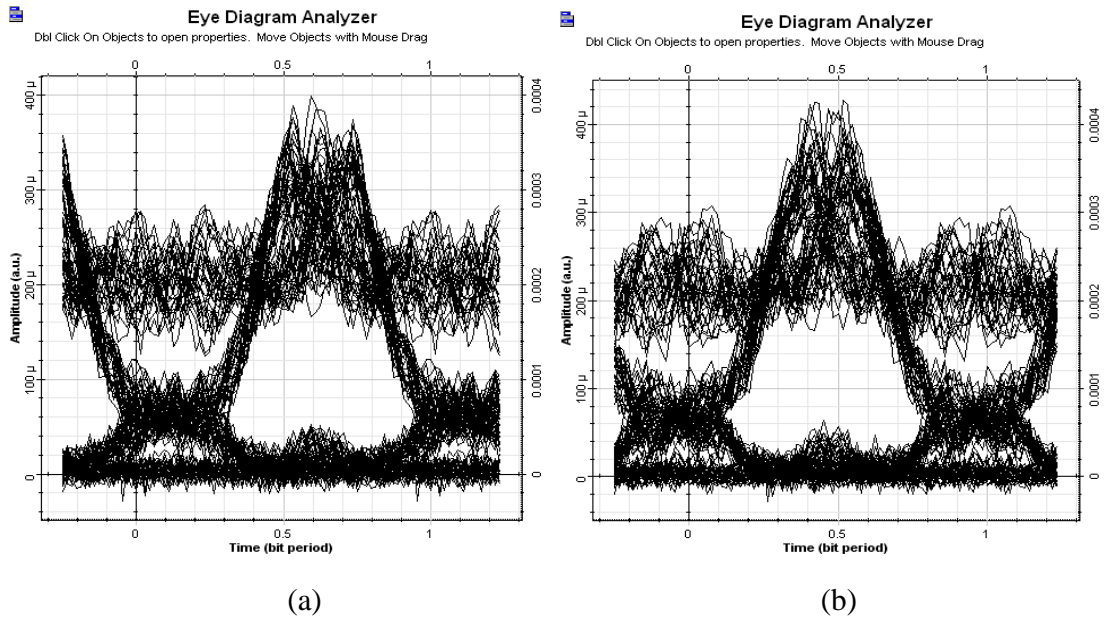 Eye Diagram Analyzer
Dbl Click On Objects to open properties. Move Objects with Mouse Drag
0 0.5 1
400 μ
300 μ
200 μ
100 μ
0
Amplitude (a.u.)
0.0004
0.0003
0.0002
0.0001
0
0 0.5 1
Time (bit period)
(a)
Eye Diagram Analyzer
Dbl Click On Objects to open properties. Move Objects with Mouse Drag
0 0.5 1
400 μ
300 μ
200 μ
100 μ
0
Amplitude (a.u.)
0.0004
0.0003
0.0002
0.0001
0
0 0.5 1
Time (bit period)
(b)